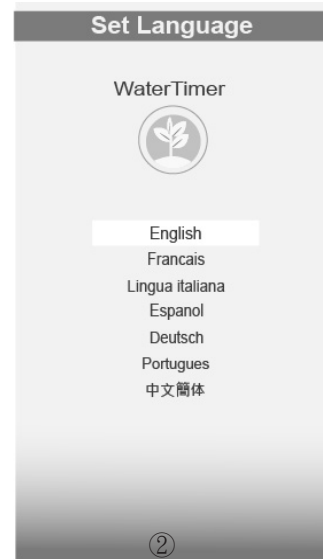 Set Language
WaterTimer
English
Francais
Lingua italiana
Espanol
Deutsch
Portugues
中文簡体
②